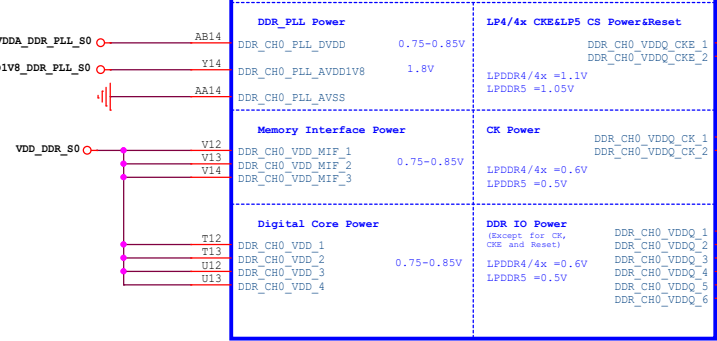 DDR_PLL Power
VDDA_DDR_PLL_S0
AB14
DDR_CH0_PLL_DVDD
0.75-0.85V
Y14
DDR_CH0_PLL_AVDD1V8
1.8V
AA14
DDR_CH0_PLL_AVSS
Memory Interface Power
VDD_DDR_S0
V12
DDR_CH0_VDD_MIF_1
V13
DDR_CH0_VDD_MIF_2
0.75-0.85V
V14
DDR_CH0_VDD_MIF_3
Digital Core Power
T12
DDR_CH0_VDD_1
T13
DDR_CH0_VDD_2
U12
DDR_CH0_VDD_3
0.75-0.85V
U13
DDR_CH0_VDD_4
LP4/4x CKE&LP5 CS Power&Reset
DDR_CH0_VDDQ_CKE_1
DDR_CH0_VDDQ_CKE_2
LPDDR4/4x =1.1V
LPDDR5 =1.05V
CK Power
DDR_CH0_VDDQ_CK_1
DDR_CH0_VDDQ_CK_2
LPDDR4/4x =0.6V
LPDDR5 =0.5V
DDR IO Power
(Except for CK,
CKE and Reset)
LPDDR4/4x =0.6V
LPDDR5 =0.5V
DDR_CH0_VDDQ_1
DDR_CH0_VDDQ_2
DDR_CH0_VDDQ_3
DDR_CH0_VDDQ_4
DDR_CH0_VDDQ_5
DDR_CH0_VDDQ_6